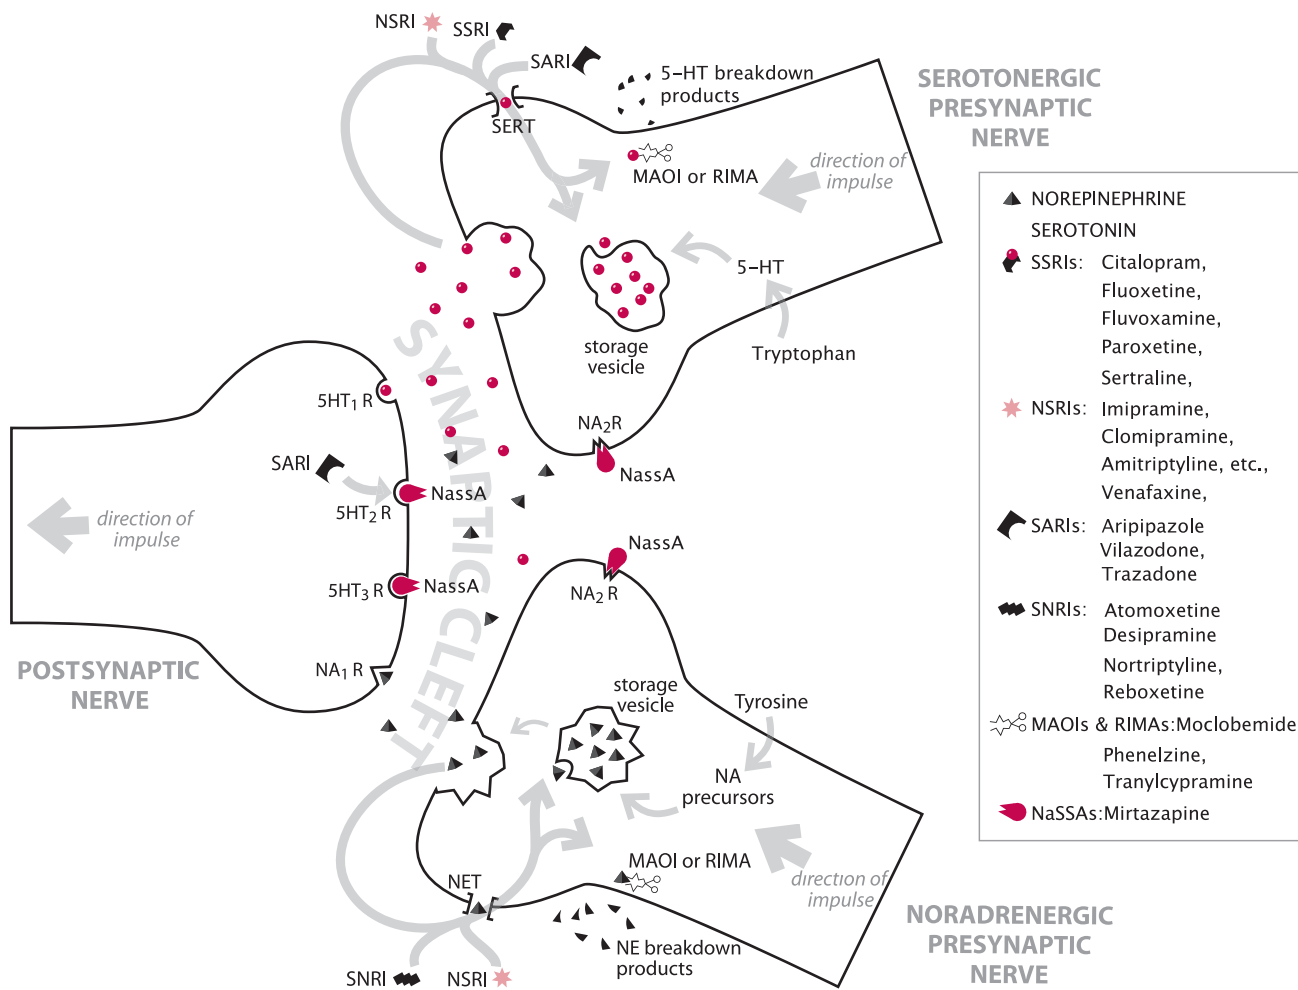 NSRI
SSRI
SARI
5-HT breakdown
products
SERT
MAOI or RIMA
direction of
impulse
SEROTONERGIC
PRESYNAPTIC
NERVE
5-HT
Tryptophan
storage
vesicle
SYNAPTIC CLEFT
5HT1 R
SARI
NassA
5HT2 R
NassA
5HT3 R
NA1 R
direction of
impulse
POSTSYNAPTIC
NERVE
NA2R
NassA
NassA
NA2 R
storage
vesicle
Tyrosine
NA
precursors
MAOI or RIMA
direction of
impulse
NET
NE breakdown
products
SNRI
NSRI
NORADRENERGIC
PRESYNAPTIC
NERVE
NOREPINEPHRINE
SEROTONIN
SSRIs: Citalopram,
Fluoxetine,
Fluvoxamine,
Paroxetine,
Sertraline,
NSRIs: Imipramine,
Clomipramine,
Amitriptyline, etc.,
Venafaxine,
SARIs: Aripipazole
Vilazodone,
Trazadone
SNRIs: Atomoxetine
Desipramine
Nortriptyline,
Reboxetine
MAOIs & RIMAs:Moclobemide
Phenelzine,
Tranylcypramine
NaSSAs:Mirtazapine